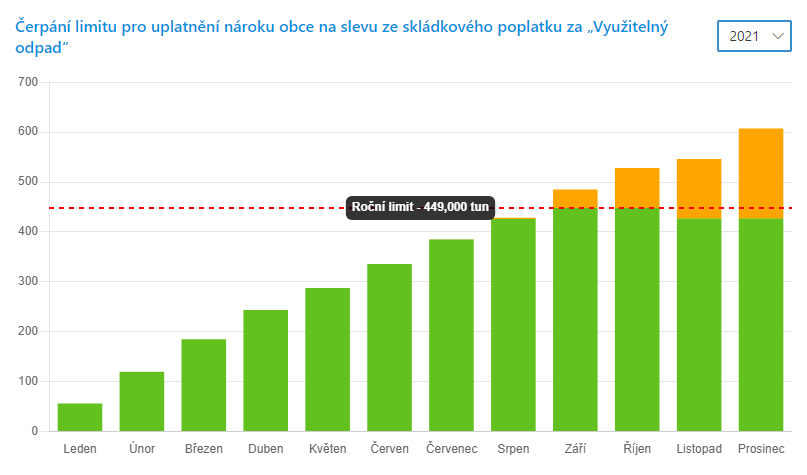 Čerpání limitu pro uplatnění nároku obce na slevu ze skládkového poplatku za „Využitelný
odpad“
2021
700
600
500
400
300
200
100
0
Roční limit - 449,000 tun
Leden Únor Březen Duben Květen Červen Červenec Srpen Září Říjen Listopad Prosinec